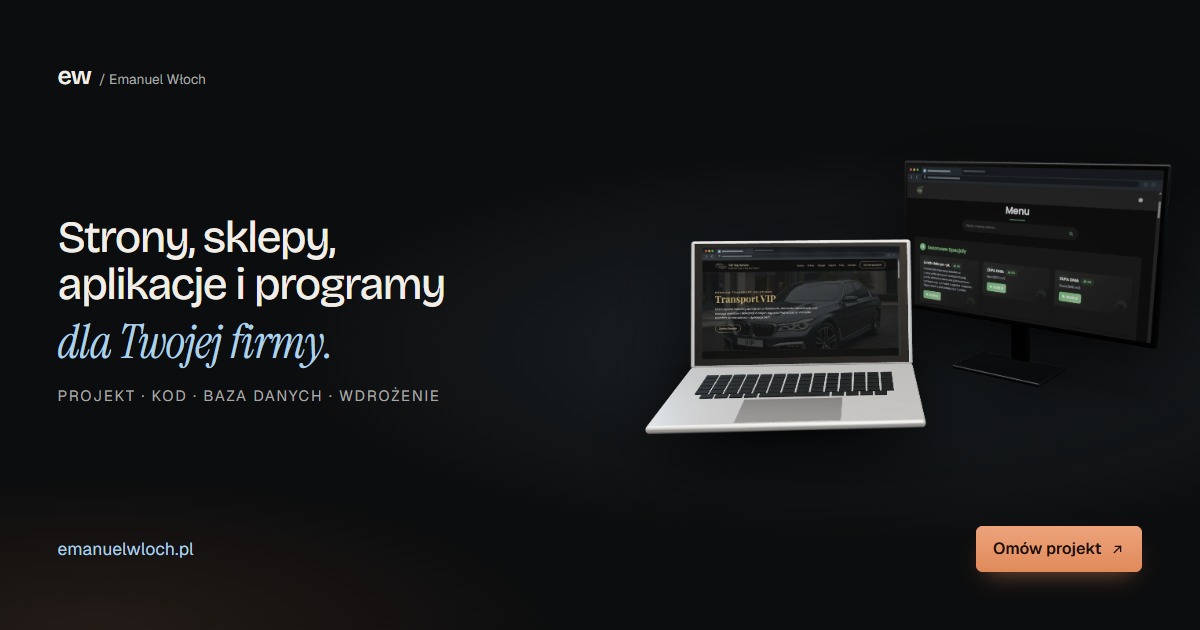 ew / Emanuel Włoch
Strony, sklepy,
aplikacje i programy
dla Twojej firmy.
PROJEKT · KOD · BAZA DANYCH · WDROŻENIE
Transport VIP
Menu
emanuelwloch.pl
Omów projekt ↗